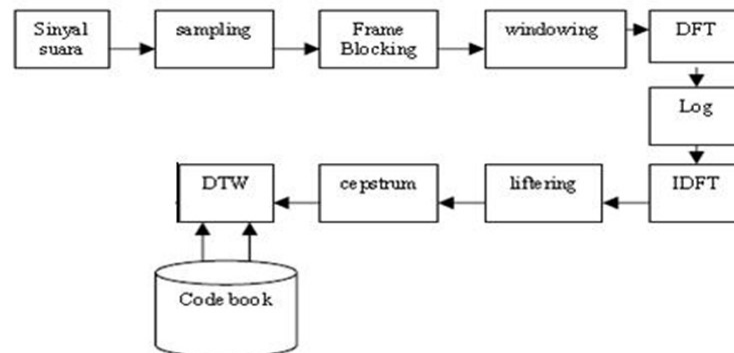 Sinyal
suara
sampling
Frame
Blocking
windowing
DFT
Log
IDFT
liftering
cepstrum
DTW
Code book